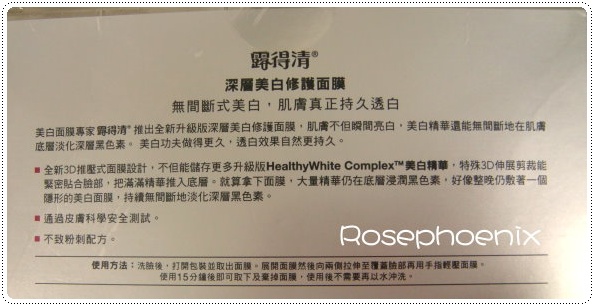 露得清®
深層美白修護面膜
無間斷式美白，肌膚真正持久透白
美白面膜專家露得清® 推出全新升級版深層美白修護面膜，肌膚不但瞬間亮白，美白精華還能無間斷地在肌膚
底層淡化深層黑色素。 美白功夫做得更久，透白效果自然更持久。
▪ 全新3D推壓式面膜設計，不但能儲存更多升級版HealthyWhite Complex™美白精華，特殊3D伸展剪裁能
緊密貼合臉部，把滿滿精華推入底層。就算拿下面膜，大量精華仍在底層浸潤黑色素，好像整晚仍敷著一個
隱形的美白面膜，持續無間斷地淡化深層黑色素。
▪ 通過皮膚科學安全測試。
▪ 不致粉刺配方。
Rosephoenix
使用方法：洗臉後，打開包裝並取出面膜。展開面膜然後向兩側拉伸至覆蓋臉部再用手指輕壓面膜。
使用15分鐘後即可取下及棄掉面膜，使用後不需要再以水沖洗。